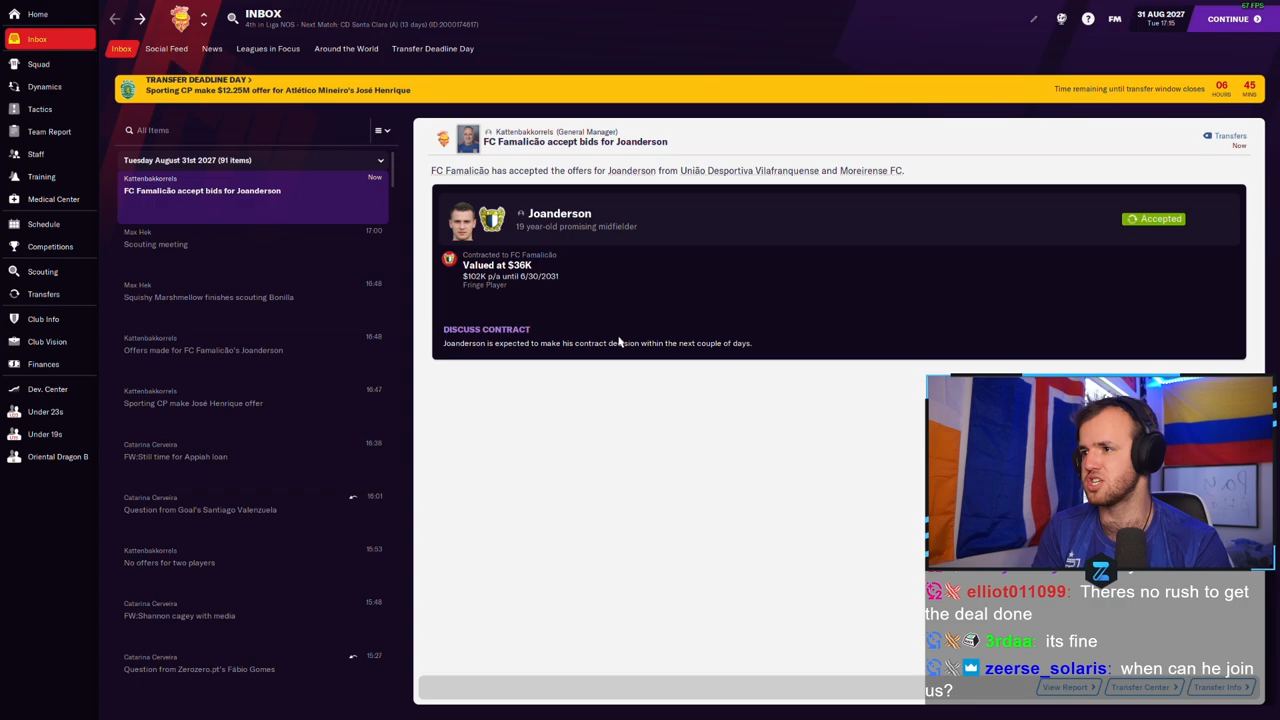 67 FPS
Home
INBOX
4th in Liga NOS - Next Match: CD Santa Clara (A) (13 days) (ID:2000174617)
FM
31 AUG 2027
Tue 17:15
CONTINUE
Inbox
Squad
Dynamics
Tactics
Team Report
Staff
Training
Medical Center
Schedule
Competitions
Scouting
Transfers
Club Info
Club Vision
Finances
Dev. Center
Under 23s
Under 19s
Oriental Dragon B
Inbox Social Feed News Leagues in Focus Around the World Transfer Deadline Day
TRANSFER DEADLINE DAY >
Sporting CP make $12.25M offer for Atlético Mineiro's José Henrique
Time remaining until transfer window closes
06 45
HOURS MINS
All Items
Tuesday August 31st 2027 (91 items)
Kattenbakkorrels Now
FC Famalicão accept bids for Joanderson
Max Hek 17:00
Scouting meeting
Max Hek 16:48
Squishy Marshmellow finishes scouting Bonilla
Kattenbakkorrels 16:48
Offers made for FC Famalicão's Joanderson
Kattenbakkorrels 16:47
Sporting CP make José Henrique offer
Catarina Cerveira 16:38
FW:Still time for Appiah loan
Catarina Cerveira 16:01
Question from Goal's Santiago Valenzuela
Kattenbakkorrels 15:53
No offers for two players
Catarina Cerveira 15:48
FW:Shannon cagey with media
Catarina Cerveira 15:27
Question from Zerozero.pt's Fábio Gomes
Kattenbakkorrels (General Manager)
FC Famalicão accept bids for Joanderson
Transfers
Now
FC Famalicão has accepted the offers for Joanderson from União Desportiva Vilafranquense and Moreirense FC.
Joanderson
19 year-old promising midfielder
Accepted
Contracted to FC Famalicão
Valued at $36K
$102K p/a until 6/30/2031
Fringe Player
DISCUSS CONTRACT
Joanderson is expected to make his contract decision within the next couple of days.
elliot011099: Theres no rush to get
the deal done
3rdaa: its fine
zeerse_solaris: when can he join
us?
View Report > Transfer Center > Transfer Info >